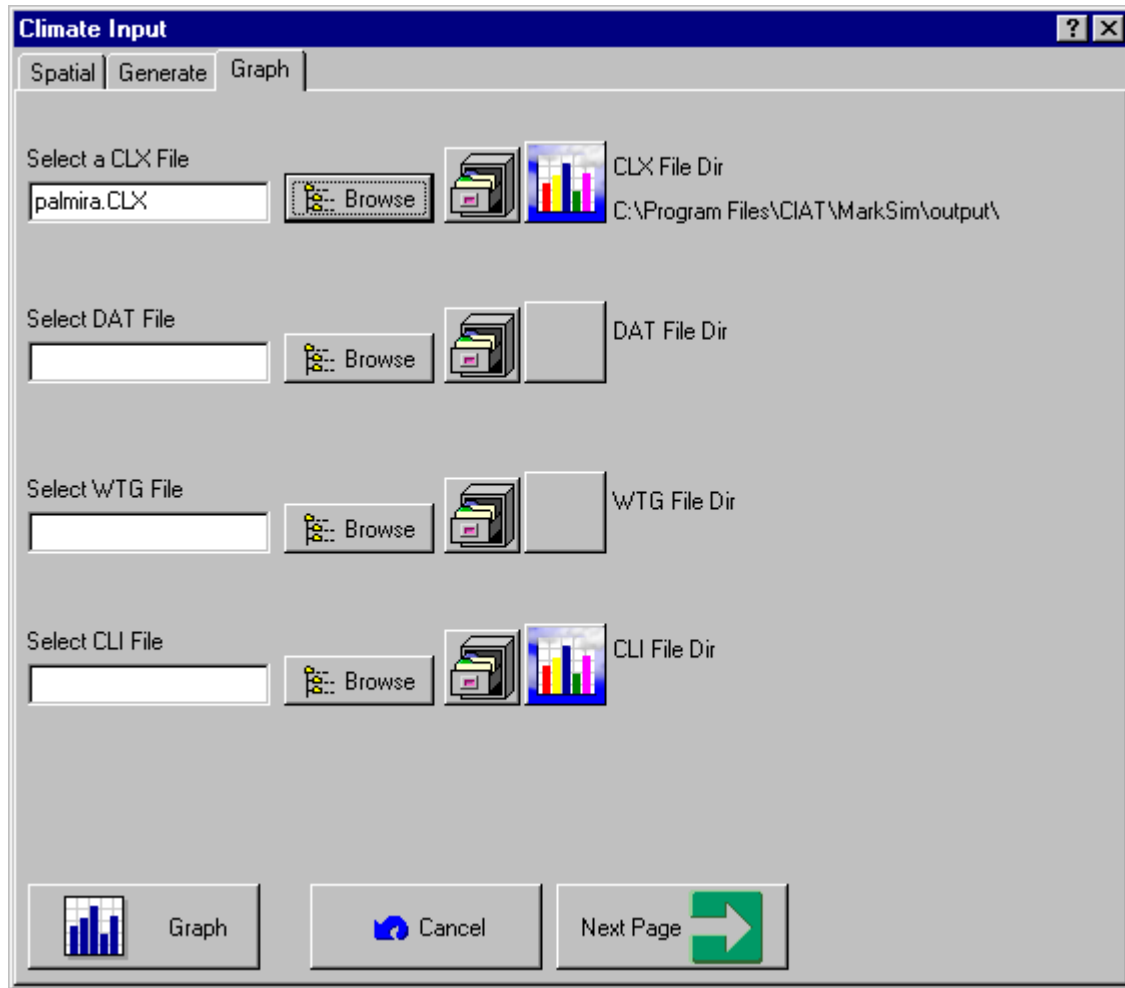 Climate Input
Spatial Generate Graph
Select a CLX File
palmira.CLX
Browse
CLX File Dir
C:\Program Files\CIAT\MarkSim\output\
Select DAT File
Browse
DAT File Dir
Select WTG File
Browse
WTG File Dir
Select CLI File
Browse
CLI File Dir
Graph
Cancel
Next Page